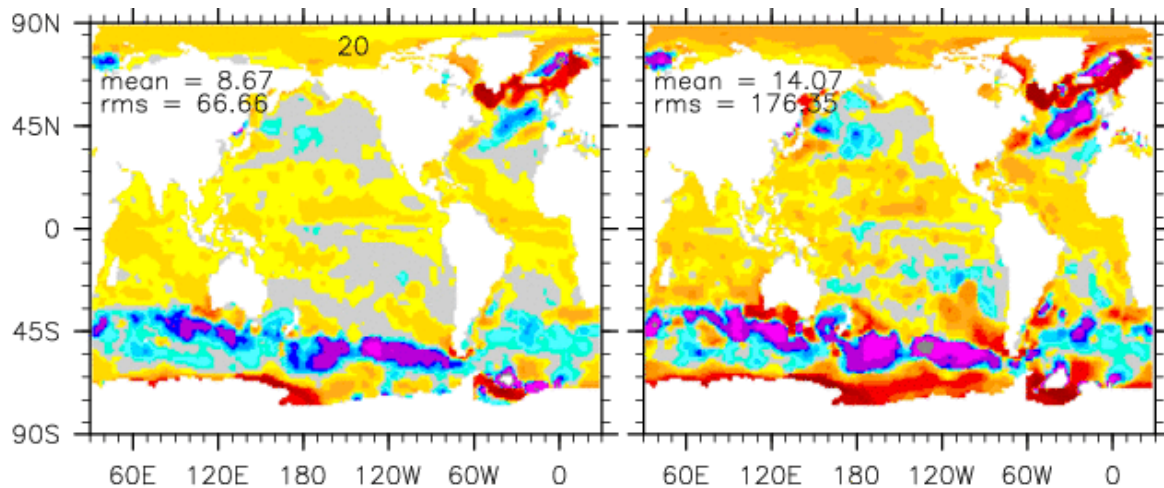 90N
20
mean = 8.67
rms = 66.66
mean = 14.07
rms = 176.35
45N
0
45S
90S
60E 120E 180 120W 60W 0
60E 120E 180 120W 60W 0